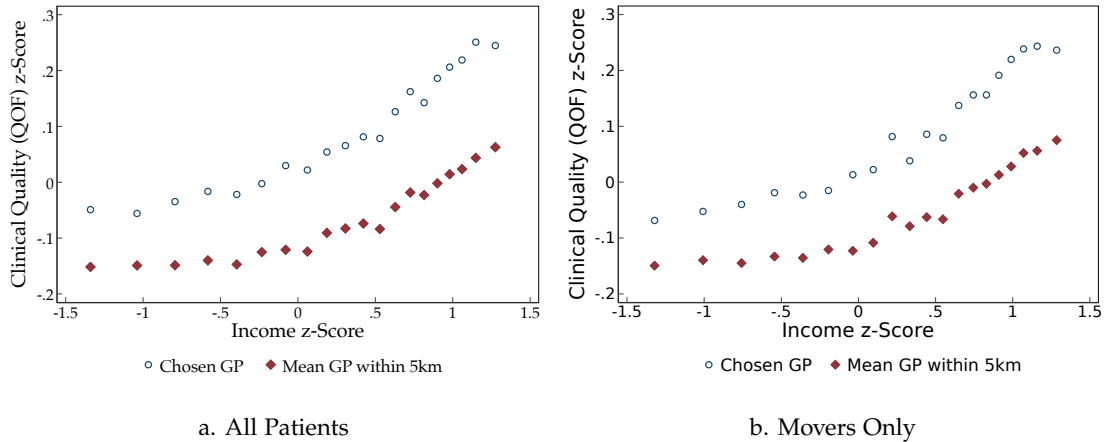 Clinical Quality (QOF) z-Score
.3
.2
.1
0
-.1
-.2
-1.5 -1 -.5 0 .5 1 1.5
Income z-Score
Chosen GP Mean GP within 5km
a. All Patients
Clinical Quality (QOF) z-Score
.3
.2
.1
0
-.1
-.2
-1.5 -1 -.5 0 .5 1 1.5
Income z-Score
Chosen GP Mean GP within 5km
b. Movers Only